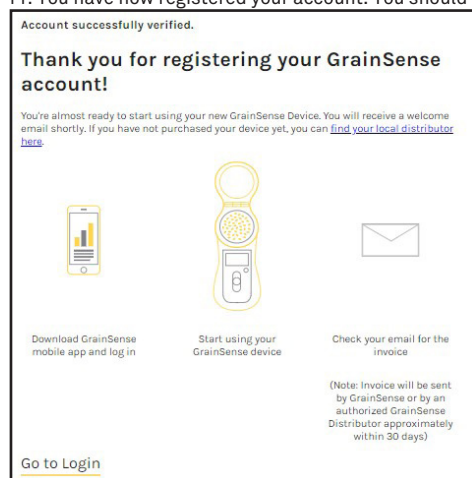 11. You have now registered your account. You should
Account successfully verified.
Thank you for registering your GrainSense
account!
You're almost ready to start using your new GrainSense Device. You will receive a welcome
email shortly. If you have not purchased your device yet, you can find your local distributor
here.
Download GrainSense
mobile app and log in
Start using your
GrainSense device
Check your email for the
invoice
(Note: Invoice will be sent
by GrainSense or by an
authorized GrainSense
Distributor approximately
within 30 days)
Go to Login